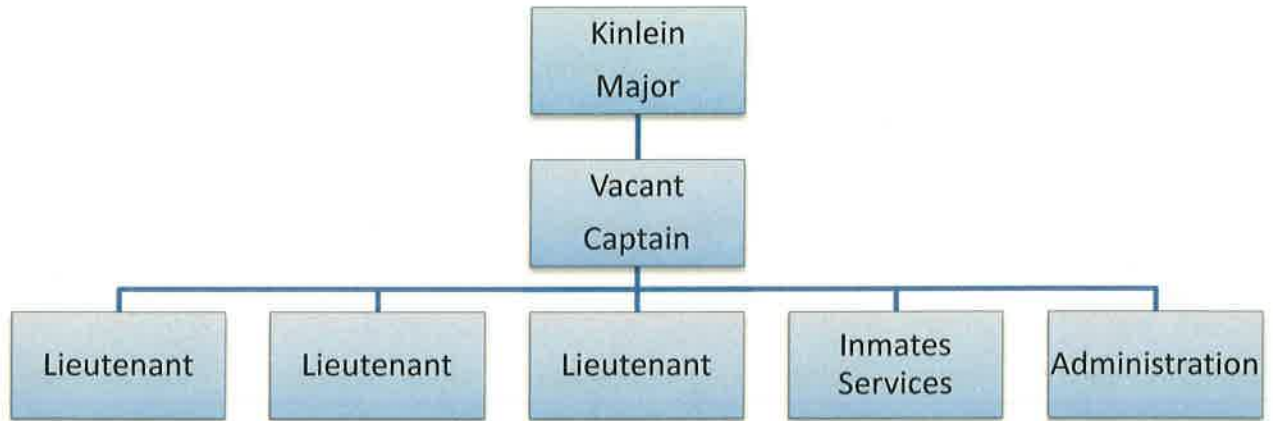 Kinlein
Major
Vacant
Captain
Lieutenant
Lieutenant
Lieutenant
Inmates
Services
Administration